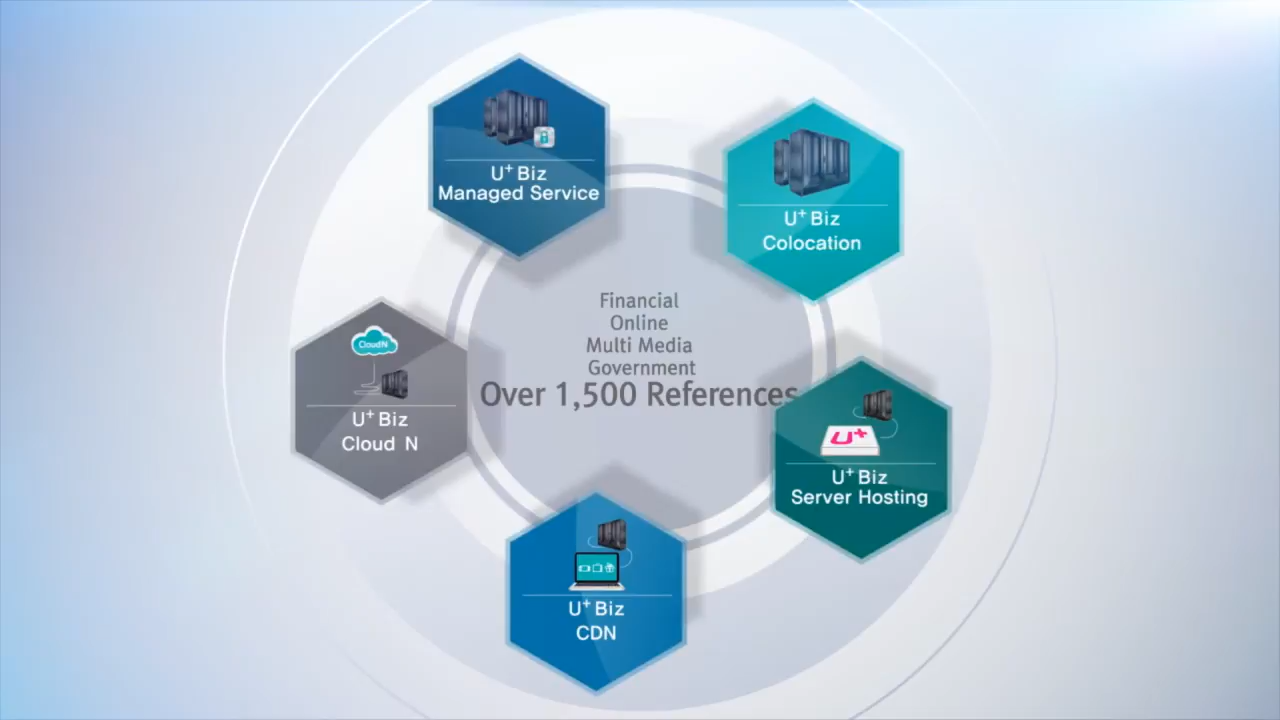 U+ Biz
Managed Service
U+ Biz
Colocation
Financial
Online
Multi Media
Government
Over 1,500 References
CloudN
U+ Biz
Cloud N
U+
U+ Biz
Server Hosting
U+ Biz
CDN